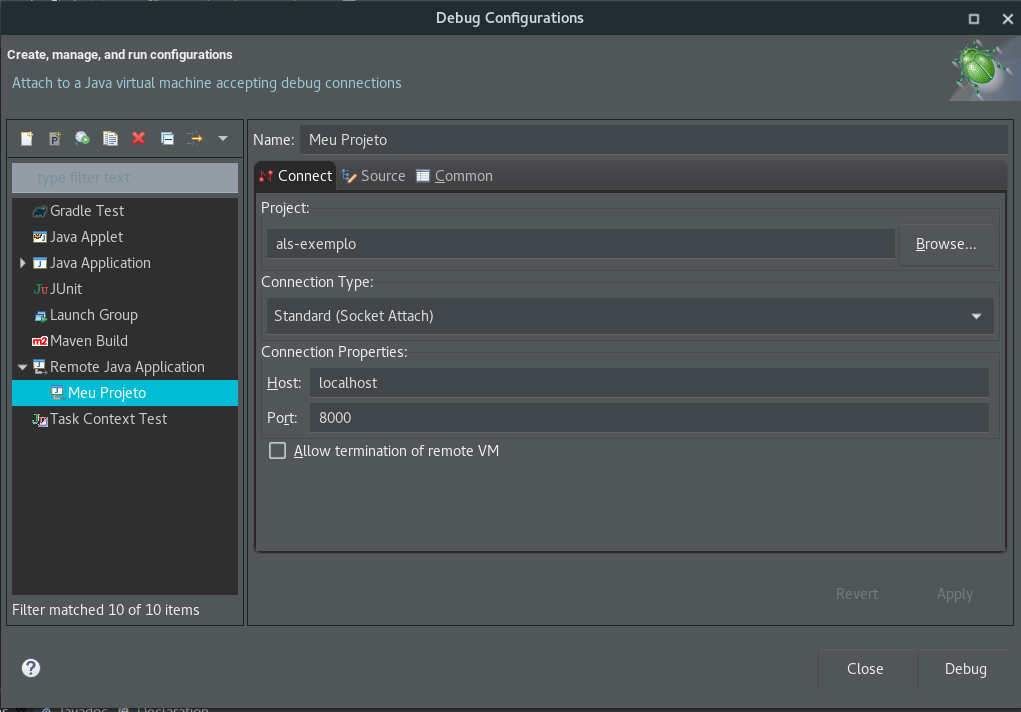 Debug Configurations
Create, manage, and run configurations
Attach to a Java virtual machine accepting debug connections
type filter text
Gradle Test
Java Applet
Java Application
JUnit
Launch Group
Maven Build
Remote Java Application
Meu Projeto
Task Context Test
Filter matched 10 of 10 items
Name: Meu Projeto
Connect Source Common
Project:
als-exemplo Browse...
Connection Type:
Standard (Socket Attach)
Connection Properties:
Host: localhost
Port: 8000
Allow termination of remote VM
Revert Apply
Close Debug
Javadoc Declaration